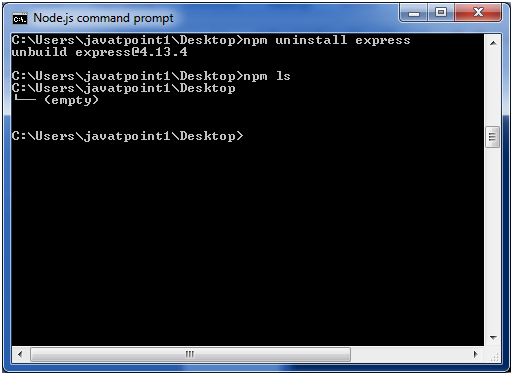 Node.js command prompt
C:\Users\javatpoint1\Desktop>npm uninstall express
unbuild express@4.13.4
C:\Users\javatpoint1\Desktop>npm ls
C:\Users\javatpoint1\Desktop
└── (empty)
C:\Users\javatpoint1\Desktop>